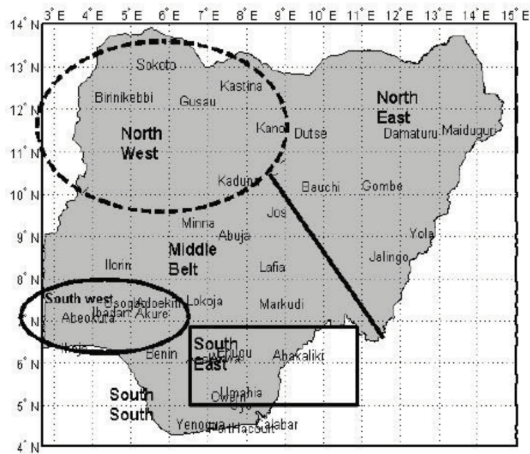 3° E 4° E 5° E 6° E 7° E 8° E 9° E 10° E 11° E 12° E 13° E 14° E 15° E
14° N
13° N
12° N
11° N
10° N
9° N
8° N
7° N
6° N
5° N
4° N
Sokoto
Birinikebbi
Gusau
Kastina
North
West
Kano
Dutse
North
East
Damaturu
Maiduguri
Kaduna
Bauchi
Gombe
Jos
Minna
Abuja
Middle
Belt
Yola
Ilorin
Lafia
Jalingo
South west
Lokoja
Markudi
Abeokuta
Ibadan
Akure
Benin
South
East
Enugu
Abakaliki
South
South
Umahia
Owerri
Yenogua
Calabar